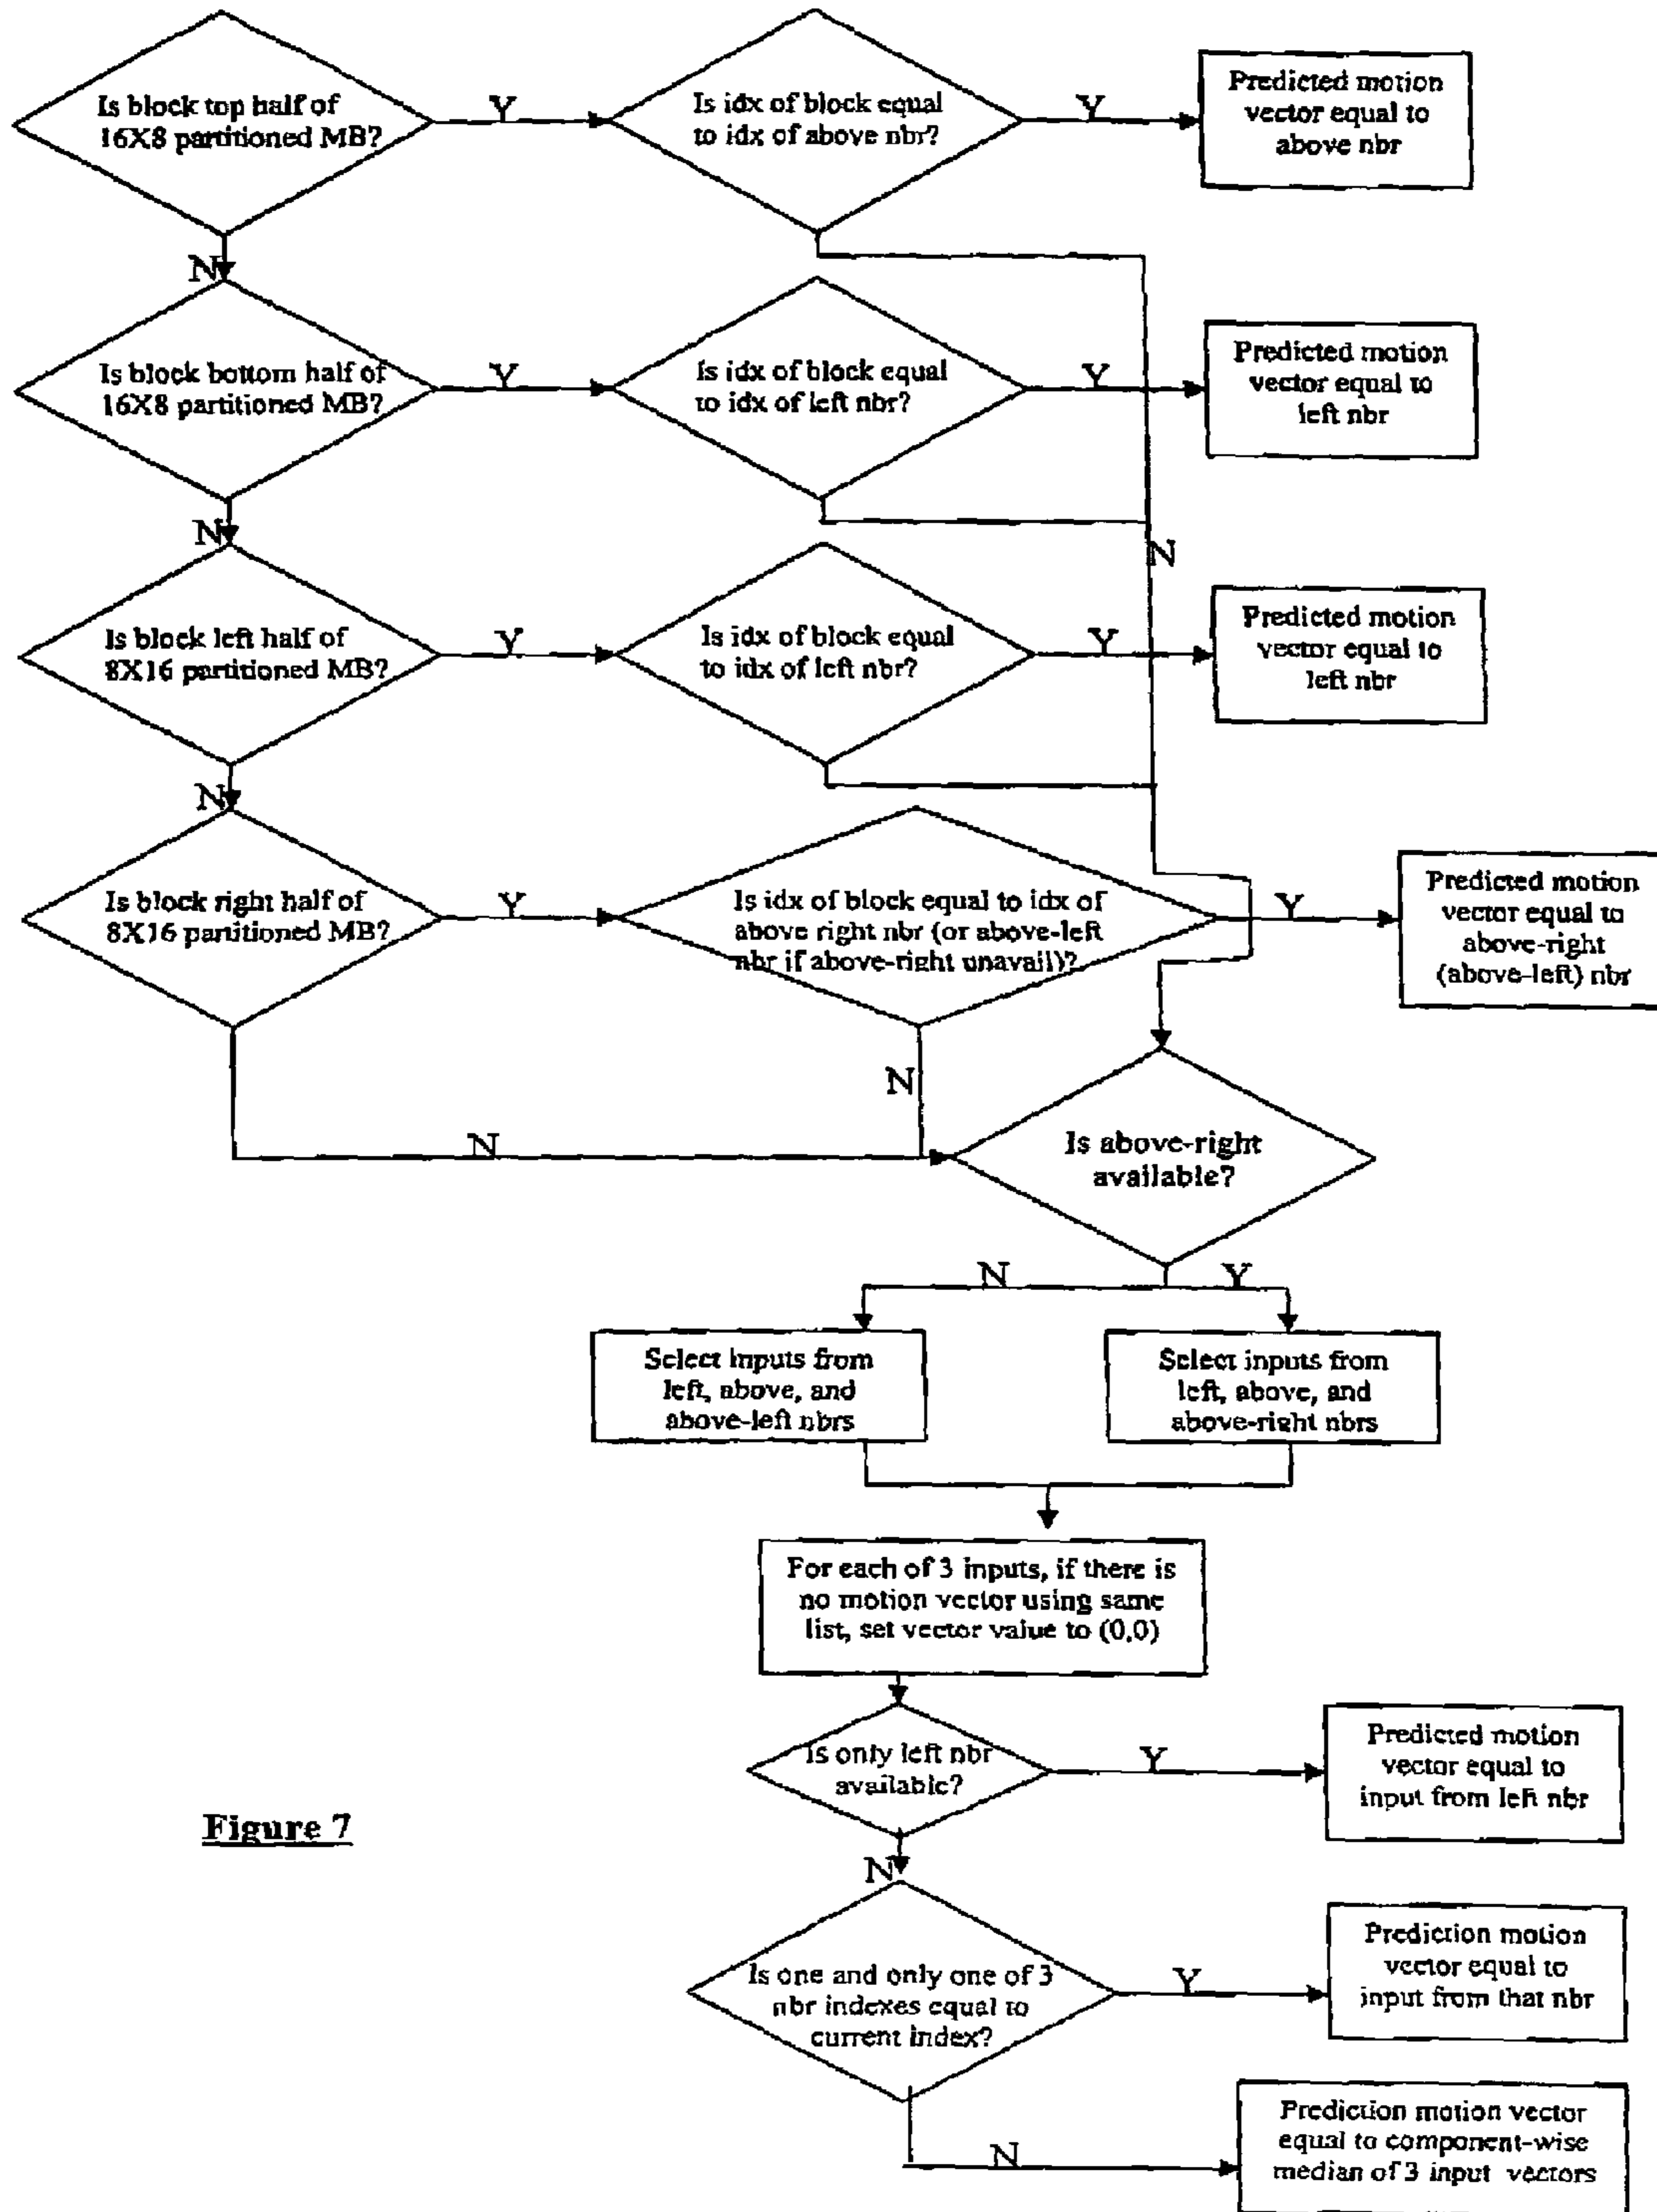 Is block top half of
16X8 partitioned MB?
Y
Is idx of block equal
to idx of above nbr?
Y
Predicted motion
vector equal to
above nbr
N
Is block bottom half of
16X8 partitioned MB?
Y
Is idx of block equal
to idx of left nbr?
Y
Predicted motion
vector equal to
left nbr
N
N
Is block left half of
8X16 partitioned MB?
Y
Is idx of block equal
to idx of left nbr?
Y
Predicted motion
vector equal to
left nbr
N
Is block right half of
8X16 partitioned MB?
Y
Is idx of block equal to idx of
above right nbr (or above-left
nbr if above-right unavail)?
Y
Predicted motion
vector equal to
above-right
(above-left) nbr
N
N
Is above-right
available?
N
Y
Select inputs from
left, above, and
above-left nbrs
Select inputs from
left, above, and
above-right nbrs
For each of 3 inputs, if there is
no motion vector using same
list, set vector value to (0,0)
Is only left nbr
available?
Y
Predicted motion
vector equal to
input from left nbr
Figure 7
N
Is one and only one of 3
nbr indexes equal to
current index?
Y
Prediction motion
vector equal to
input from that nbr
N
Prediction motion vector
equal to component-wise
median of 3 input vectors